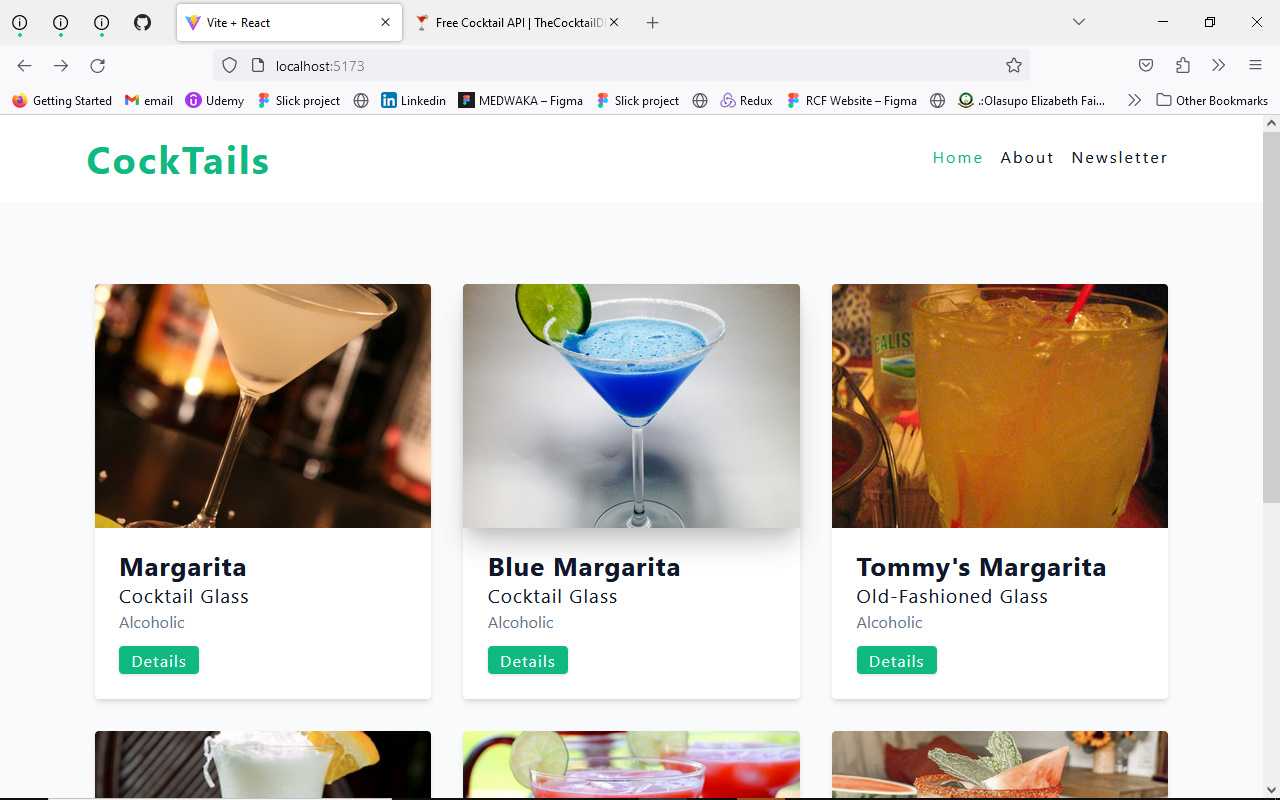 Vite + React
Free Cocktail API | TheCocktailD
localhost:5173
Getting Started
email
Udemy
Slick project
Linkedin
MEDWAKA – Figma
Slick project
Redux
RCF Website – Figma
.:Olasupo Elizabeth Fai...
Other Bookmarks
CockTails
Home About Newsletter
CALIS
Margarita
Cocktail Glass
Alcoholic
Details
Blue Margarita
Cocktail Glass
Alcoholic
Details
Tommy's Margarita
Old-Fashioned Glass
Alcoholic
Details